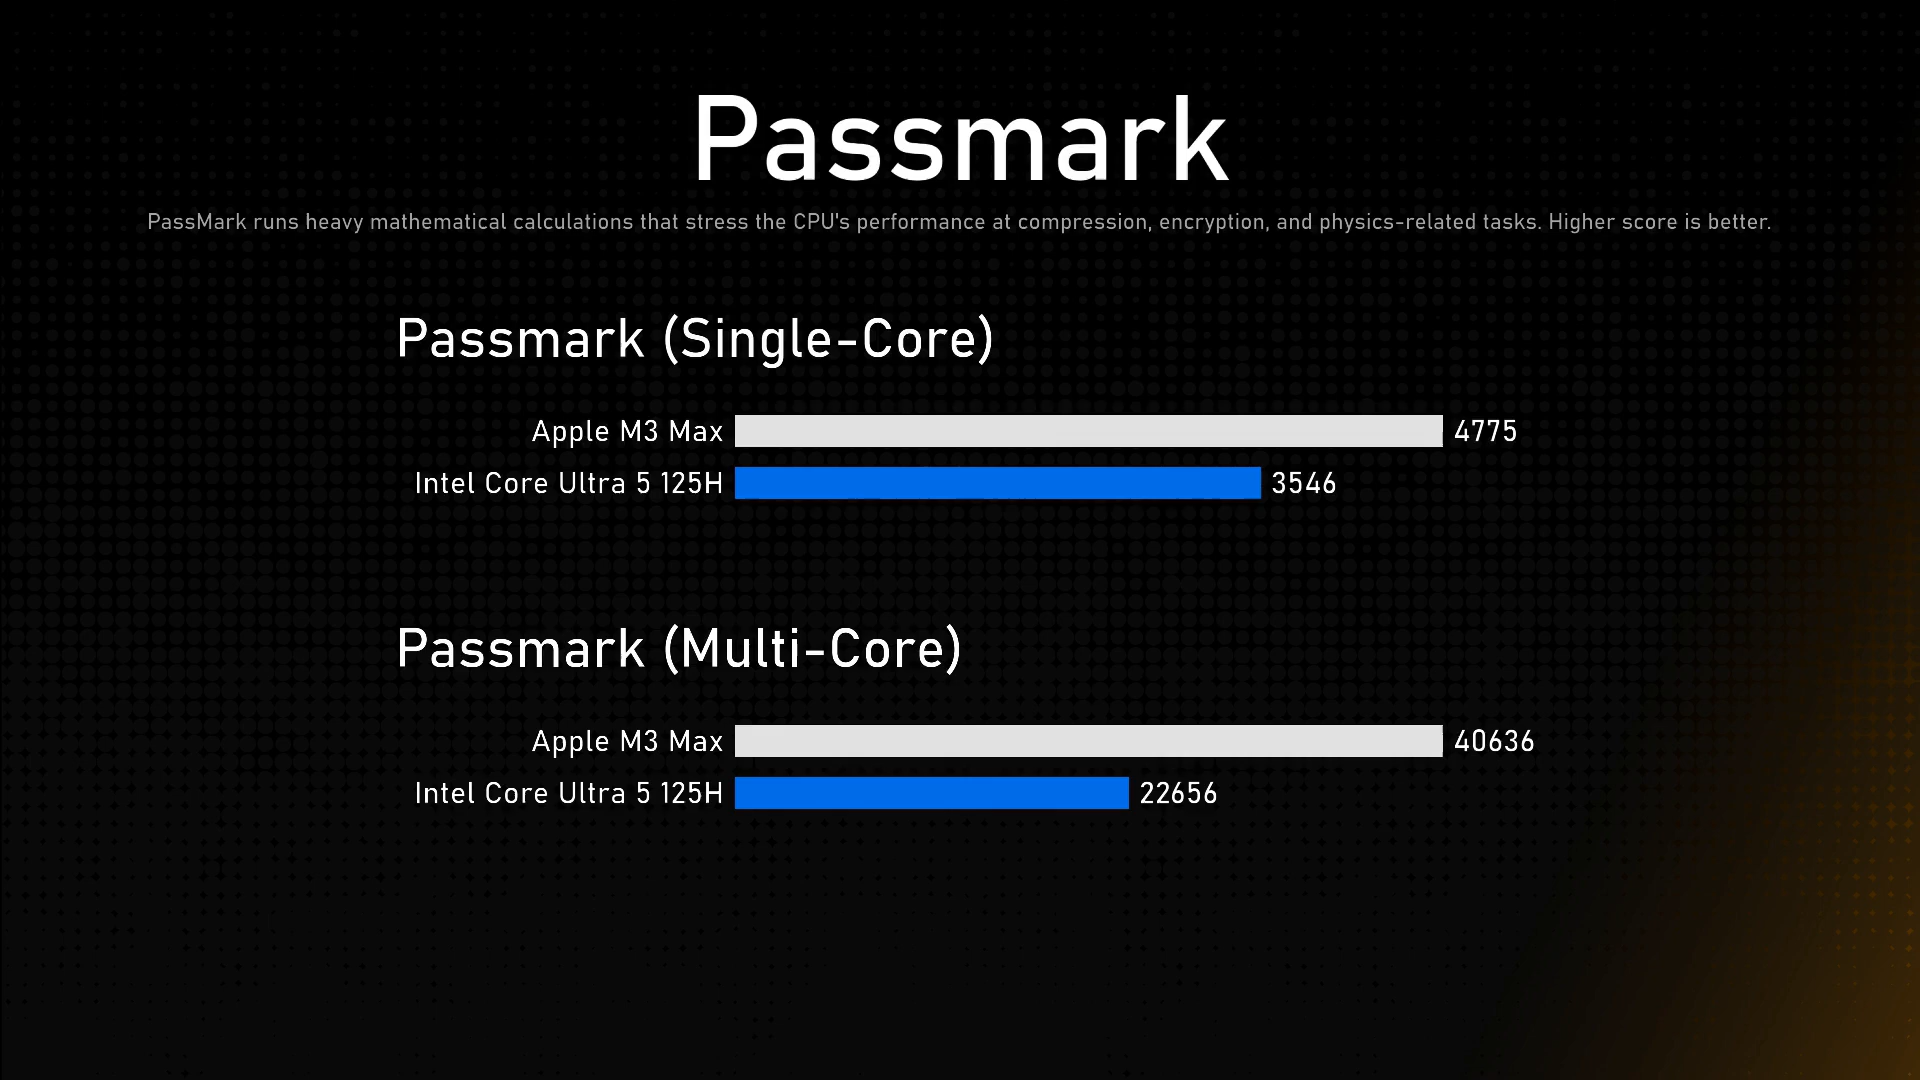 Passmark
PassMark runs heavy mathematical calculations that stress the CPU's performance at compression, encryption, and physics-related tasks. Higher score is better.
Passmark (Single-Core)
Apple M3 Max 4775
Intel Core Ultra 5 125H 3546
Passmark (Multi-Core)
Apple M3 Max 40636
Intel Core Ultra 5 125H 22656